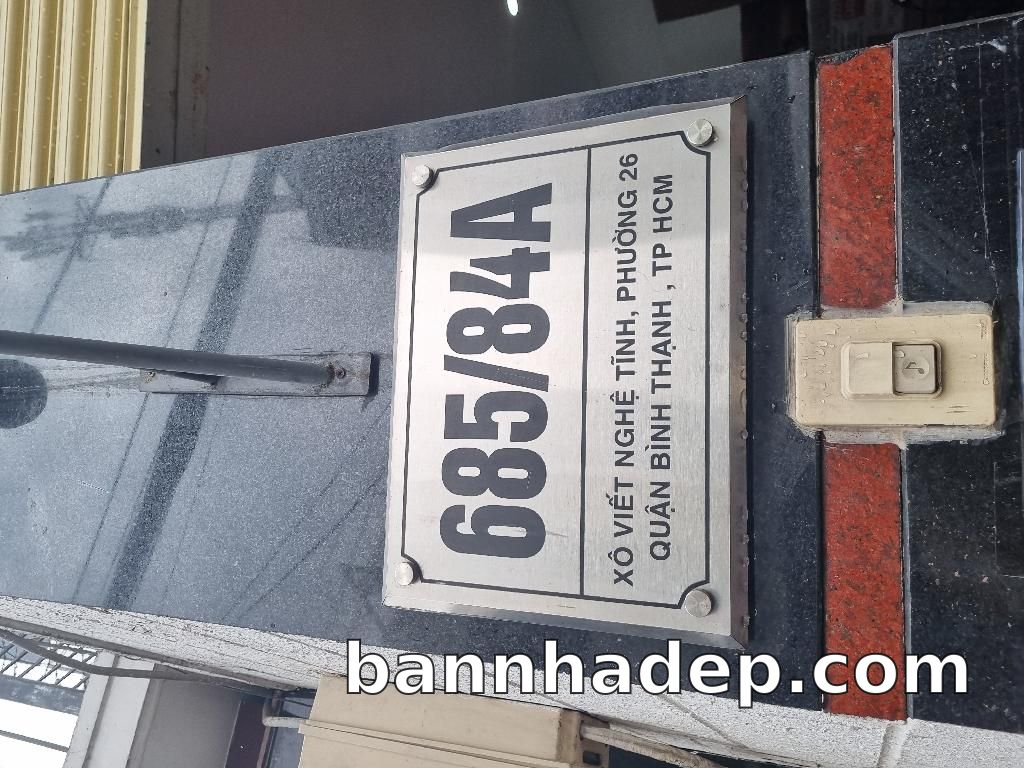 685/84A
XÔ VIẾT NGHỆ TĨNH, PHƯỜNG 26
QUẬN BÌNH THẠNH , TP HCM
bannhadep.com